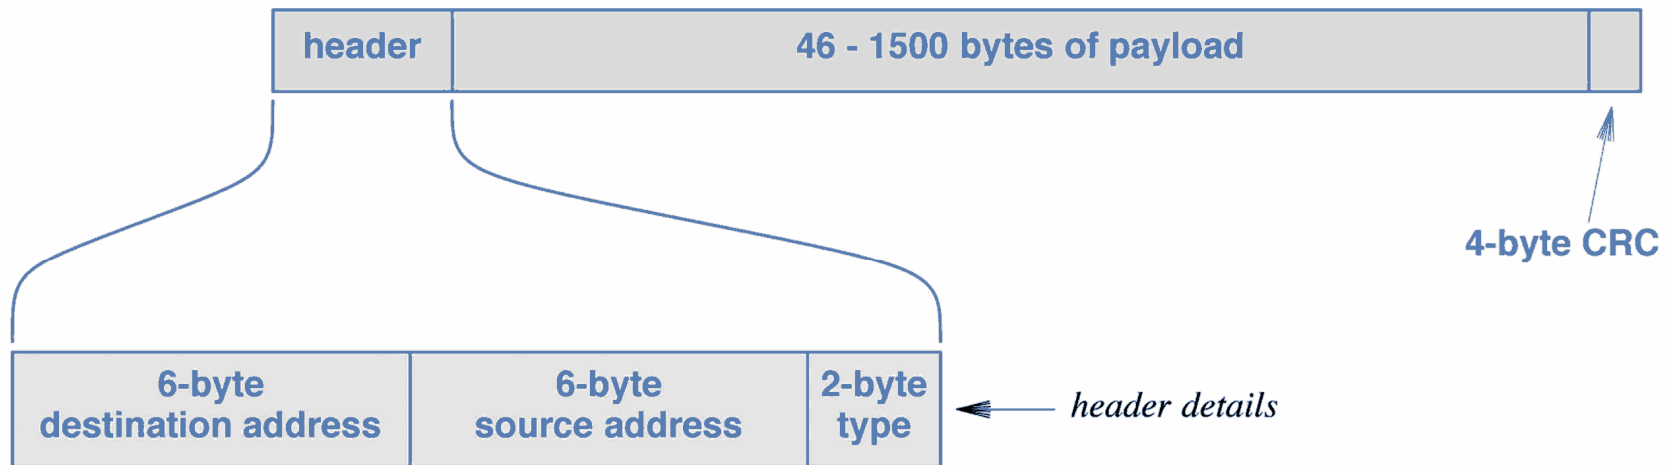 header
46 - 1500 bytes of payload
4-byte CRC
6-byte
destination address
6-byte
source address
2-byte
type
header details